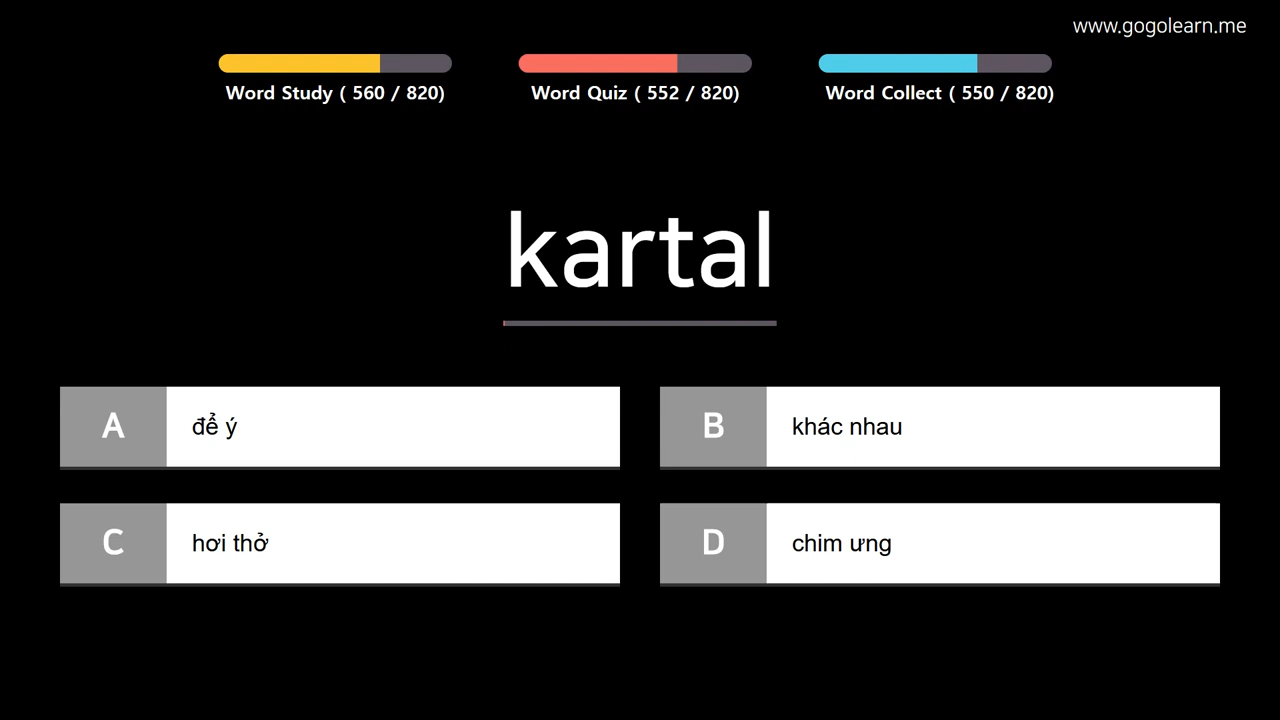 www.gogolearn.me
Word Study ( 560 / 820)
Word Quiz ( 552 / 820)
Word Collect ( 550 / 820)
kartal
A
để ý
B
khác nhau
C
hơi thở
D
chim ưng